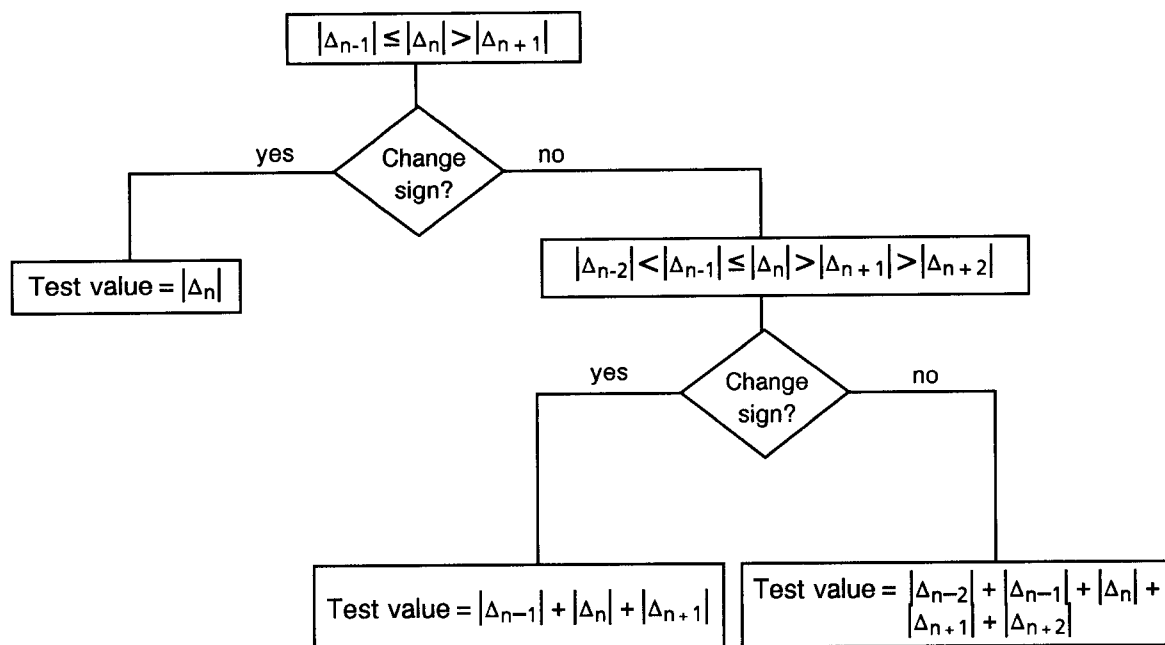 |Δn-1| ≤ |Δn| > |Δn + 1|
yes
Change
sign?
no
|Δn-2| < |Δn-1| ≤ |Δn| > |Δn + 1| > |Δn + 2|
Test value = |Δn|
yes
Change
sign?
no
Test value = |Δn–1| + |Δn| + |Δn + 1|
Test value = |Δn–2| + |Δn–1| + |Δn| +
|Δn + 1| + |Δn + 2|